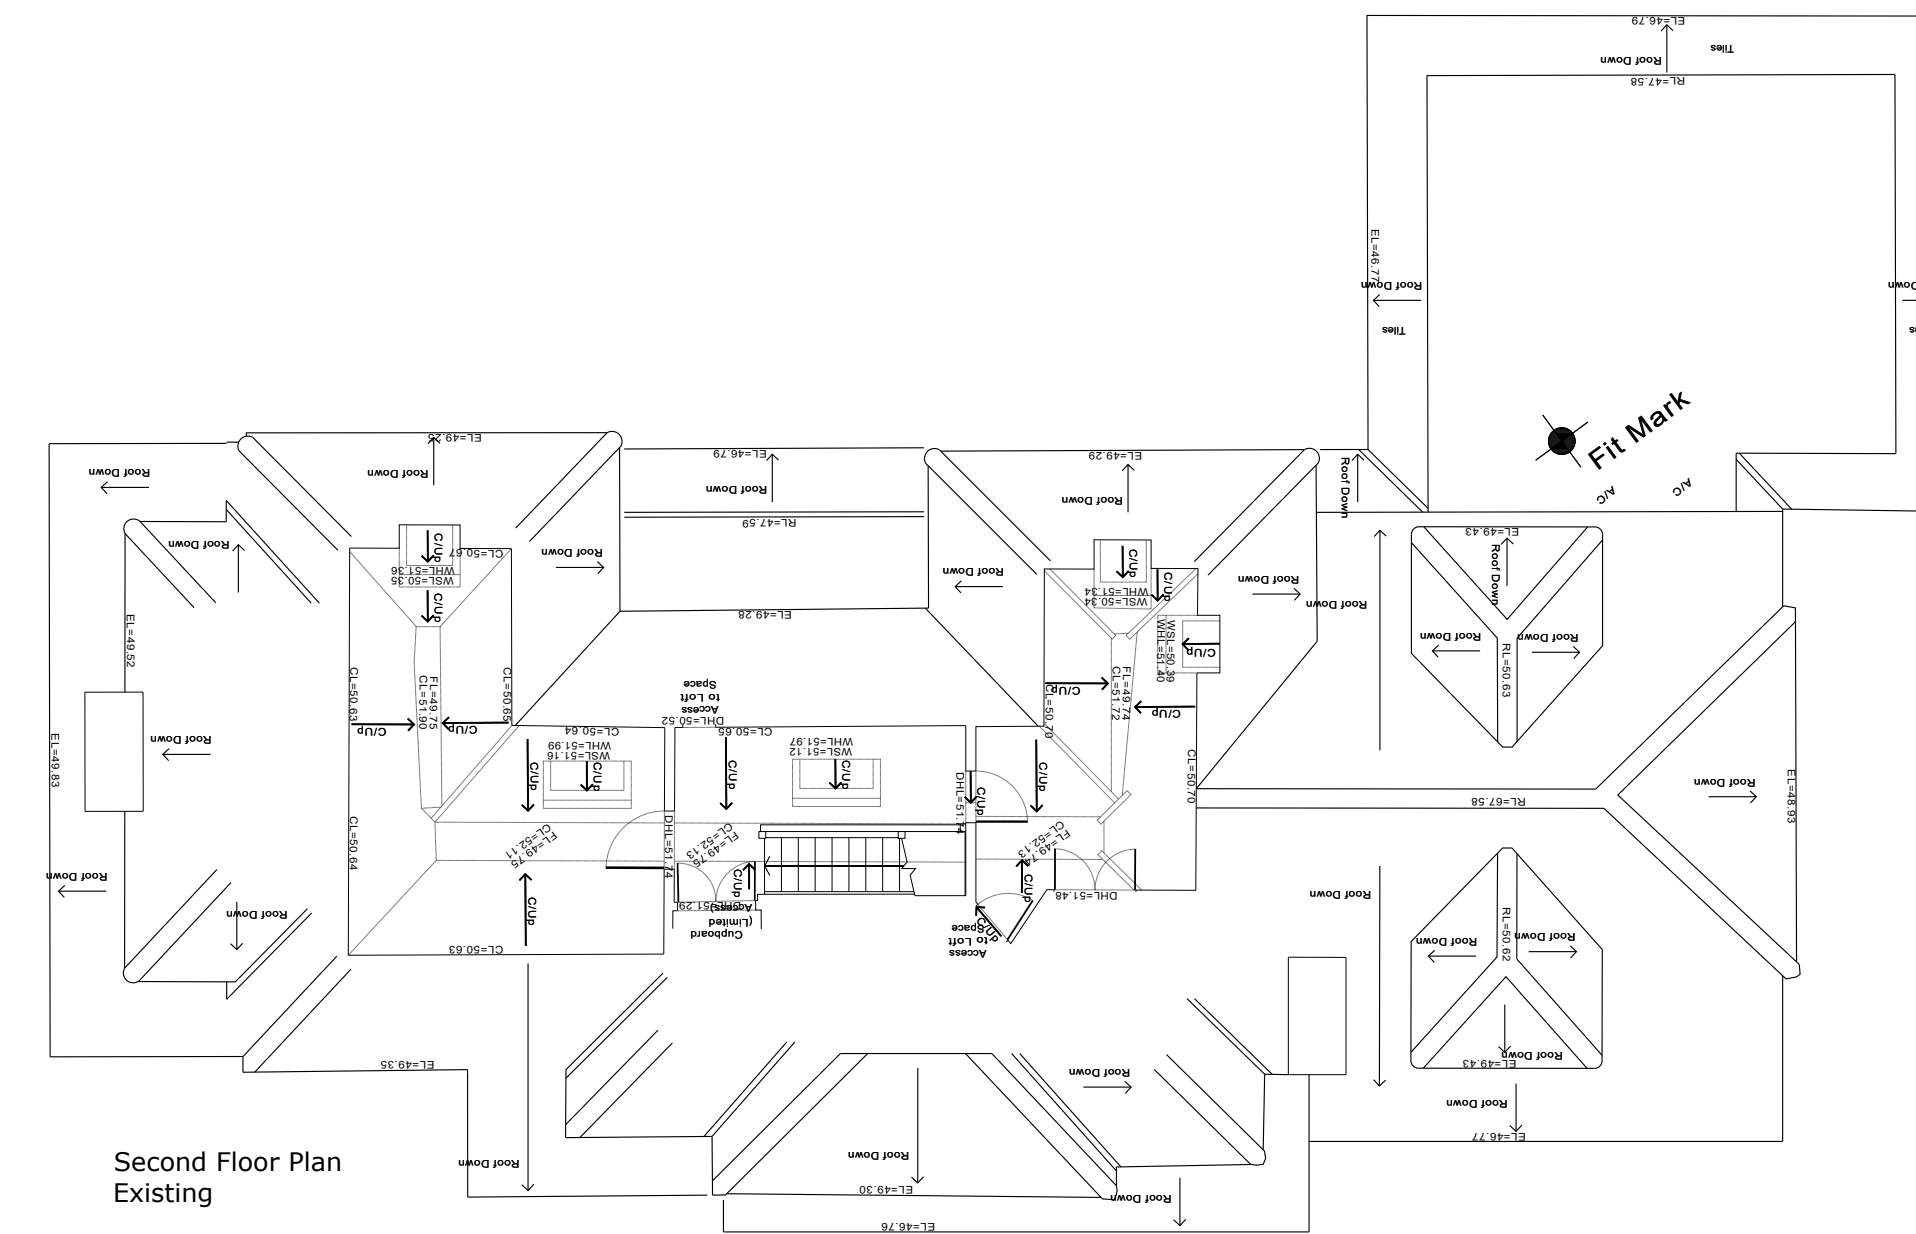 EL=46.79
Tiles
Roof Down
RL=47.58
EL=46.77
Roof Down
Tiles
Fit Mark
A/C
A/C
Roof Down
EL=49.25
Roof Down
EL=46.79
Roof Down
RL=47.59
EL=49.29
Roof Down
Roof Down
Roof Down
EL=49.43
Roof Down
C/Up
CL=50.67
WHL=51.36
WSL=50.35
C/Up
Roof Down
Roof Down
C/Up
C/Up
WHL=51.34
WSL=50.34
Roof Down
Roof Down
EL=49.28
EL=49.52
WSL=50.39
WHL=51.40
C/Up
Roof Down
Roof Down
RL=50.63
CL=50.63
FL=49.75
CL=51.90
CL=50.65
C/Up
C/Up
Access
to Loft
Space
DHL=50.52
CL=50.70
C/Up
FL=49.74
CL=51.72
C/Up
Roof Down
EL=49.83
CL=50.64
WHL=51.99
WSL=51.16
C/Up
C/Up
CL=50.65
C/Up
WHL=51.97
WSL=51.12
C/Up
DHL=51.74
C/Up
C/Up
CL=50.70
RL=67.58
Roof Down
EL=48.93
CL=50.64
FL=49.75
CL=52.11
DHL=51.74
FL=49.76
CL=52.13
C/Up
CL=52.13
C/Up
DHL=51.48
Roof Down
Roof Down
C/Up
CL=50.63
DHL=51.29
Cupboard
(Limited
Access)
C/Up
Access
to Loft
Space
Roof Down
RL=50.62
Roof Down
Roof Down
EL=49.35
Roof Down
Roof Down
EL=49.43
Roof Down
EL=46.77
Second Floor Plan
Existing
Roof Down
Roof Down
EL=49.30
Roof Down
EL=46.76